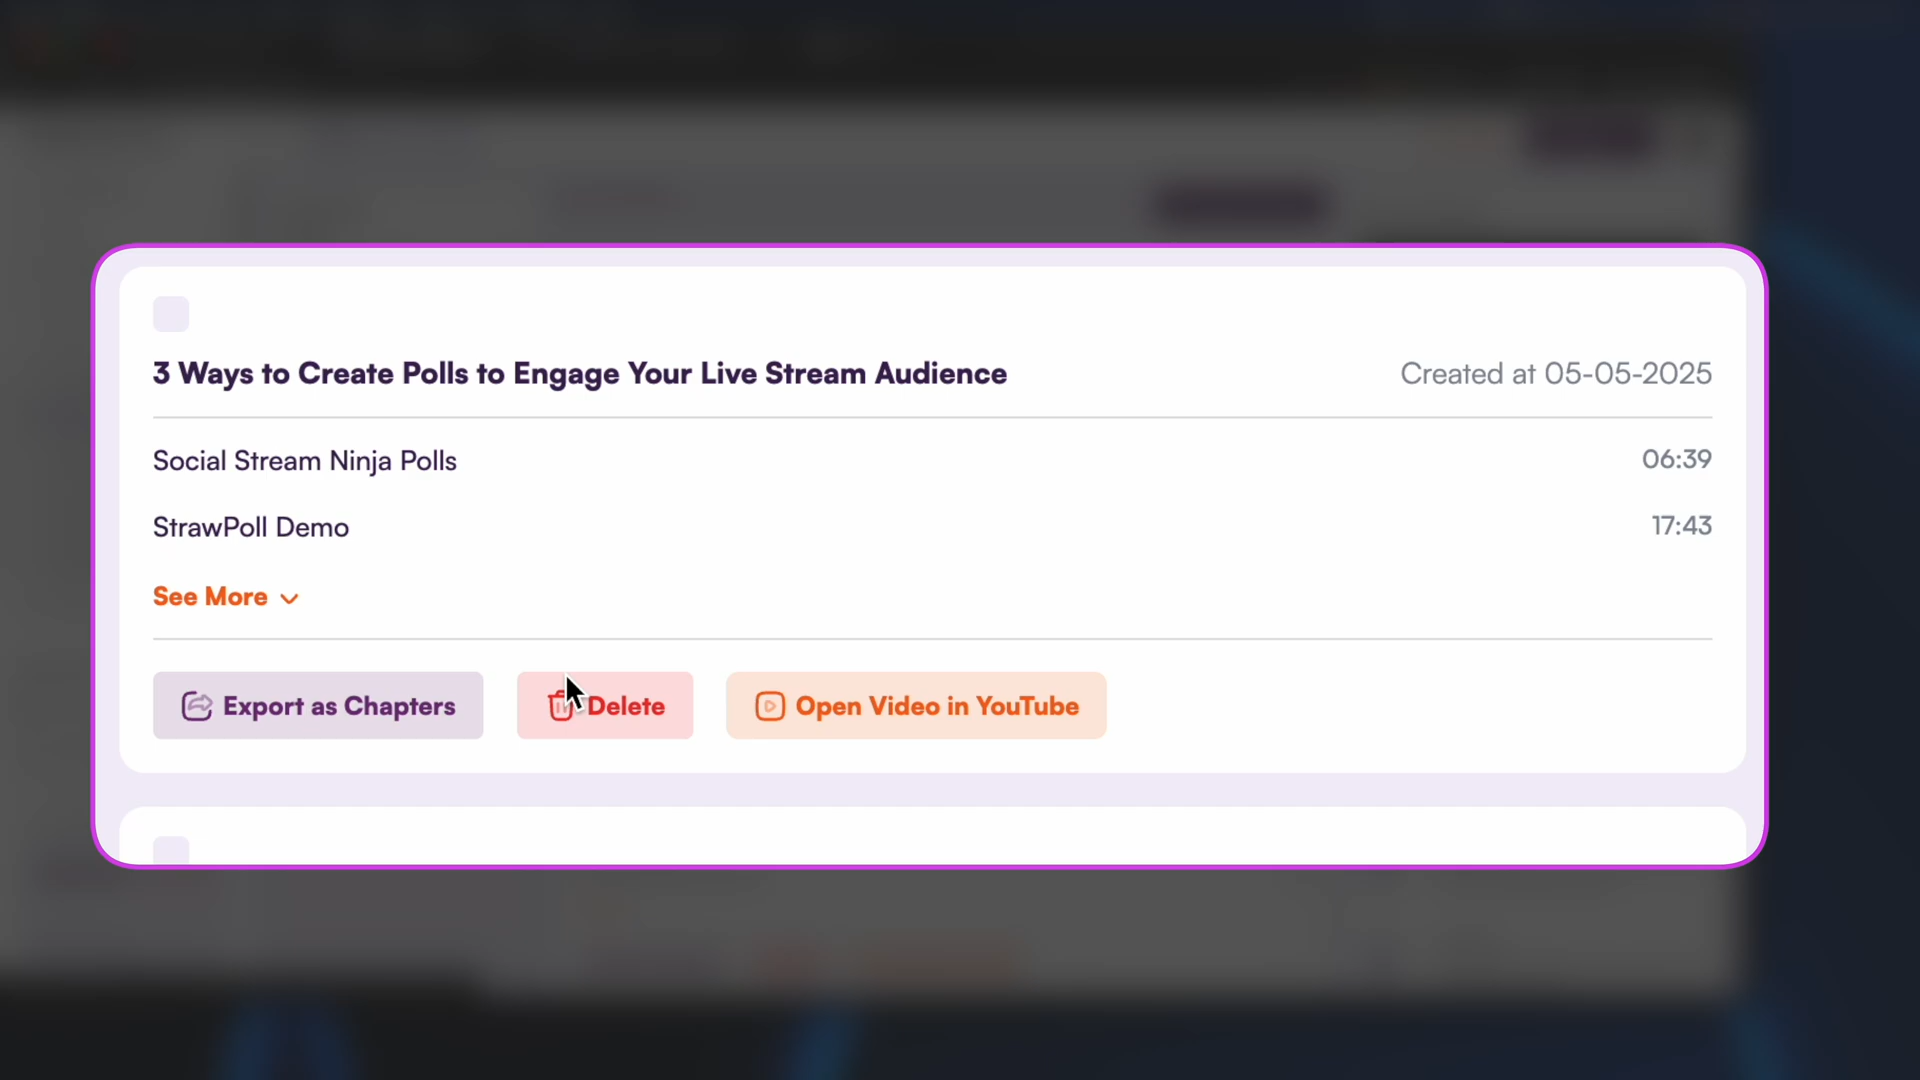 3 Ways to Create Polls to Engage Your Live Stream Audience
Created at 05-05-2025
Social Stream Ninja Polls
06:39
StrawPoll Demo
17:43
See More
Export as Chapters
Delete
Open Video in YouTube